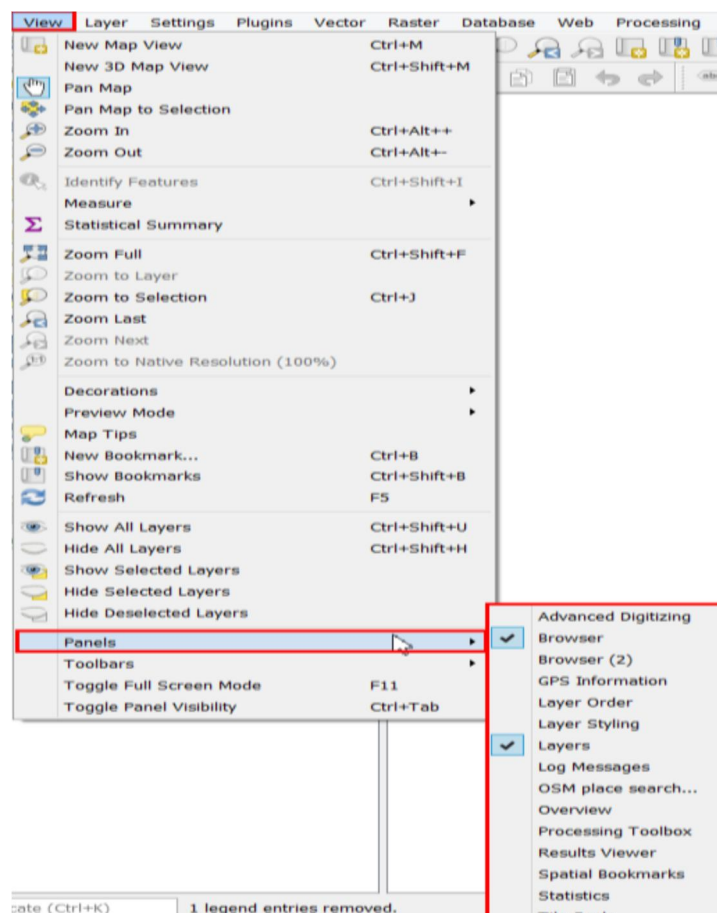 View Layer Settings Plugins Vector Raster Database Web Processing
New Map View Ctrl+M
New 3D Map View Ctrl+Shift+M
Pan Map
Pan Map to Selection
Zoom In Ctrl+Alt++
Zoom Out Ctrl+Alt+-
Identify Features Ctrl+Shift+I
Measure
Σ Statistical Summary
Zoom Full Ctrl+Shift+F
Zoom to Layer
Zoom to Selection Ctrl+J
Zoom Last
Zoom Next
Zoom to Native Resolution (100%)
Decorations
Preview Mode
Map Tips
New Bookmark... Ctrl+B
Show Bookmarks Ctrl+Shift+B
Refresh F5
Show All Layers Ctrl+Shift+U
Hide All Layers Ctrl+Shift+H
Show Selected Layers
Hide Selected Layers
Hide Deselected Layers
Panels
Toolbars
Toggle Full Screen Mode F11
Toggle Panel Visibility Ctrl+Tab
Advanced Digitizing
Browser
Browser (2)
GPS Information
Layer Order
Layer Styling
Layers
Log Messages
OSM place search...
Overview
Processing Toolbox
Results Viewer
Spatial Bookmarks
Statistics
cate (Ctrl+K) 1 legend entries removed.